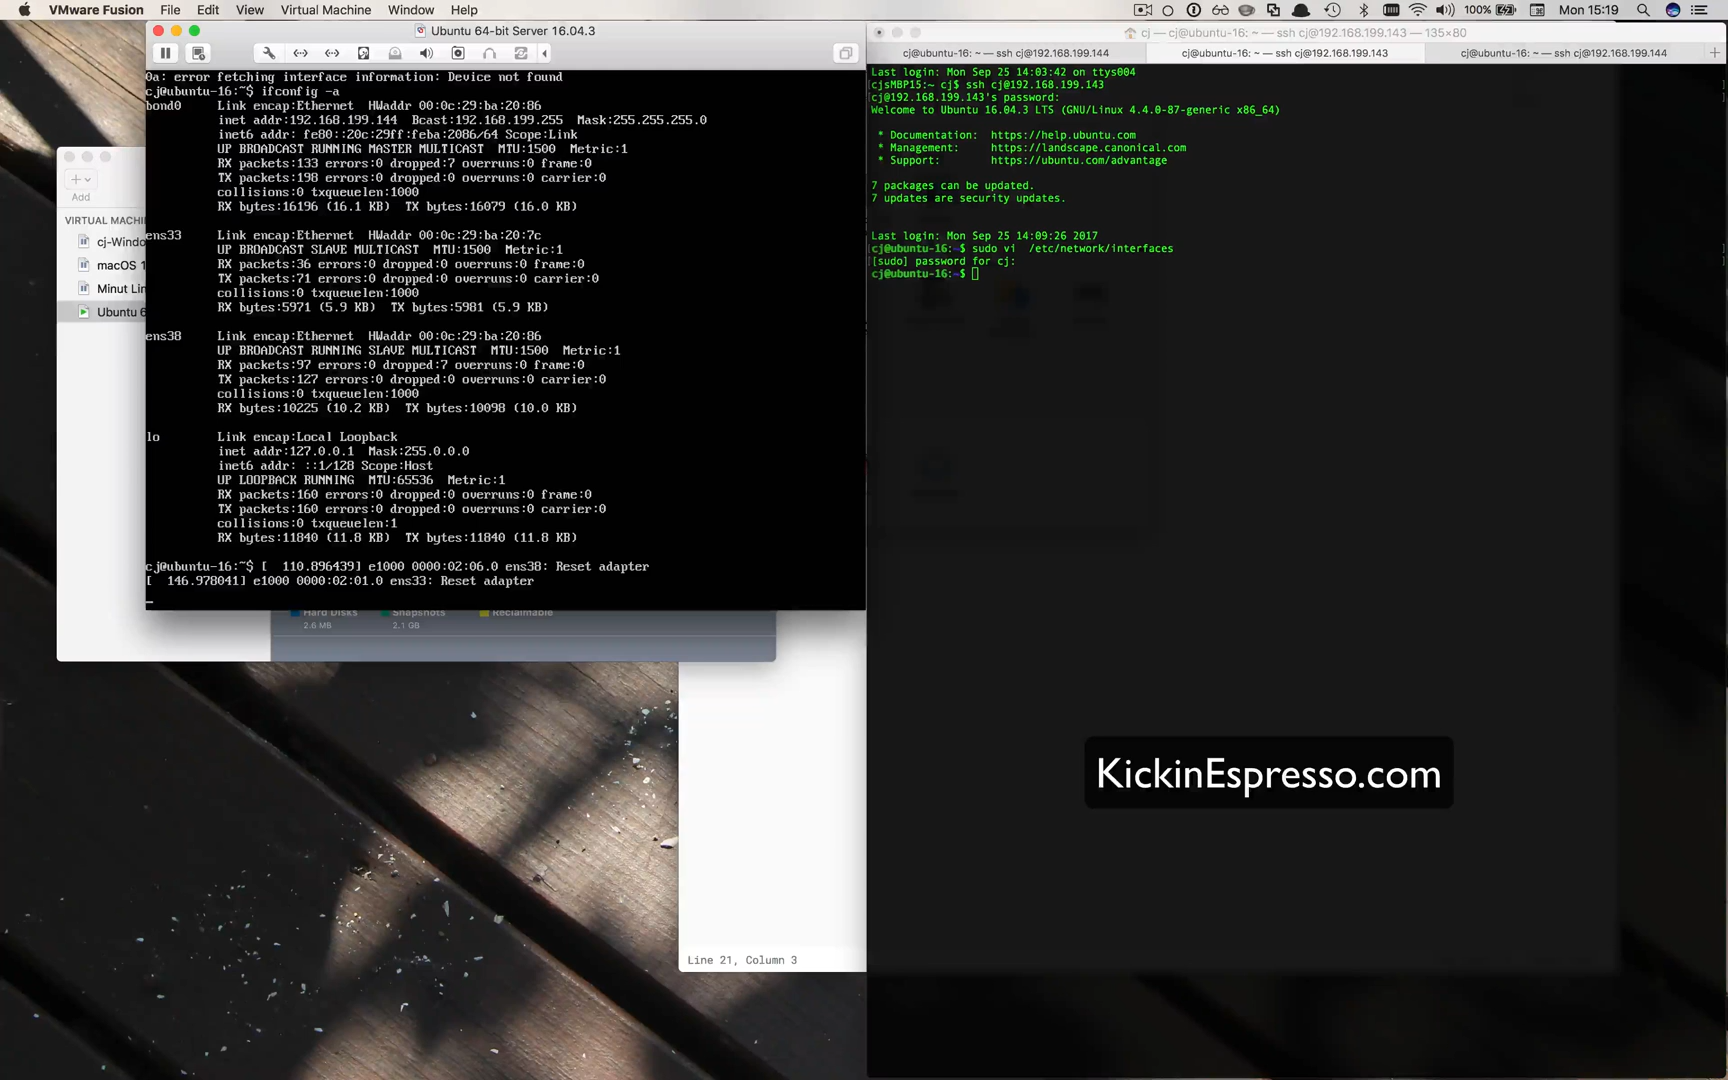 VMware Fusion File Edit View Virtual Machine Window Help
100% Mon 15:19
Ubuntu 64-bit Server 16.04.3
0a: error fetching interface information: Device not found
cj@ubuntu-16:~$ ifconfig -a
bond0 Link encap:Ethernet HWaddr 00:0c:29:ba:20:86
inet addr:192.168.199.144 Bcast:192.168.199.255 Mask:255.255.255.0
inet6 addr: fe80::20c:29ff:feba:2086/64 Scope:Link
UP BROADCAST RUNNING MASTER MULTICAST MTU:1500 Metric:1
RX packets:133 errors:0 dropped:7 overruns:0 frame:0
TX packets:198 errors:0 dropped:0 overruns:0 carrier:0
collisions:0 txqueuelen:1000
RX bytes:16196 (16.1 KB) TX bytes:16079 (16.0 KB)
ens33 Link encap:Ethernet HWaddr 00:0c:29:ba:20:7c
UP BROADCAST SLAVE MULTICAST MTU:1500 Metric:1
RX packets:36 errors:0 dropped:0 overruns:0 frame:0
TX packets:71 errors:0 dropped:0 overruns:0 carrier:0
collisions:0 txqueuelen:1000
RX bytes:5971 (5.9 KB) TX bytes:5981 (5.9 KB)
ens38 Link encap:Ethernet HWaddr 00:0c:29:ba:20:86
UP BROADCAST RUNNING SLAVE MULTICAST MTU:1500 Metric:1
RX packets:97 errors:0 dropped:7 overruns:0 frame:0
TX packets:127 errors:0 dropped:0 overruns:0 carrier:0
collisions:0 txqueuelen:1000
RX bytes:10225 (10.2 KB) TX bytes:10098 (10.0 KB)
lo Link encap:Local Loopback
inet addr:127.0.0.1 Mask:255.0.0.0
inet6 addr: ::1/128 Scope:Host
UP LOOPBACK RUNNING MTU:65536 Metric:1
RX packets:160 errors:0 dropped:0 overruns:0 frame:0
TX packets:160 errors:0 dropped:0 overruns:0 carrier:0
collisions:0 txqueuelen:1
RX bytes:11840 (11.8 KB) TX bytes:11840 (11.8 KB)
cj@ubuntu-16:~$ [ 110.896439] e1000 0000:02:06.0 ens38: Reset adapter
[ 146.978041] e1000 0000:02:01.0 ens33: Reset adapter
Add
VIRTUAL MACHI
cj-Windo
macOS 1
Minut Lin
Ubuntu 6
Hard Disks Snapshots Reclaimable
2.6 MB 2.1 GB
Line 21, Column 3
cj — cj@ubuntu-16: ~ — ssh cj@192.168.199.143 — 135×80
cj@ubuntu-16: ~ — ssh cj@192.168.199.144
cj@ubuntu-16: ~ — ssh cj@192.168.199.143
cj@ubuntu-16: ~ — ssh cj@192.168.199.144
Last login: Mon Sep 25 14:03:42 on ttys004
cjsMBP15:~ cj$ ssh cj@192.168.199.143
cj@192.168.199.143's password:
Welcome to Ubuntu 16.04.3 LTS (GNU/Linux 4.4.0-87-generic x86_64)
* Documentation: https://help.ubuntu.com
* Management: https://landscape.canonical.com
* Support: https://ubuntu.com/advantage
7 packages can be updated.
7 updates are security updates.
Last login: Mon Sep 25 14:09:26 2017
cj@ubuntu-16:~$ sudo vi /etc/network/interfaces
[sudo] password for cj:
cj@ubuntu-16:~$
KickinEspresso.com